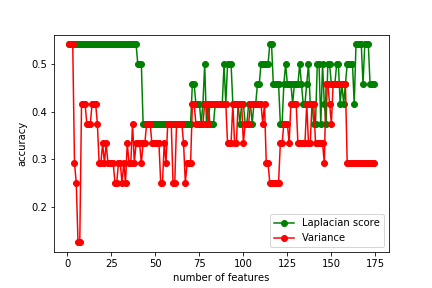 0.5
0.4
0.3
0.2
accuracy
0 25 50 75 100 125 150 175
number of features
Laplacian score
Variance